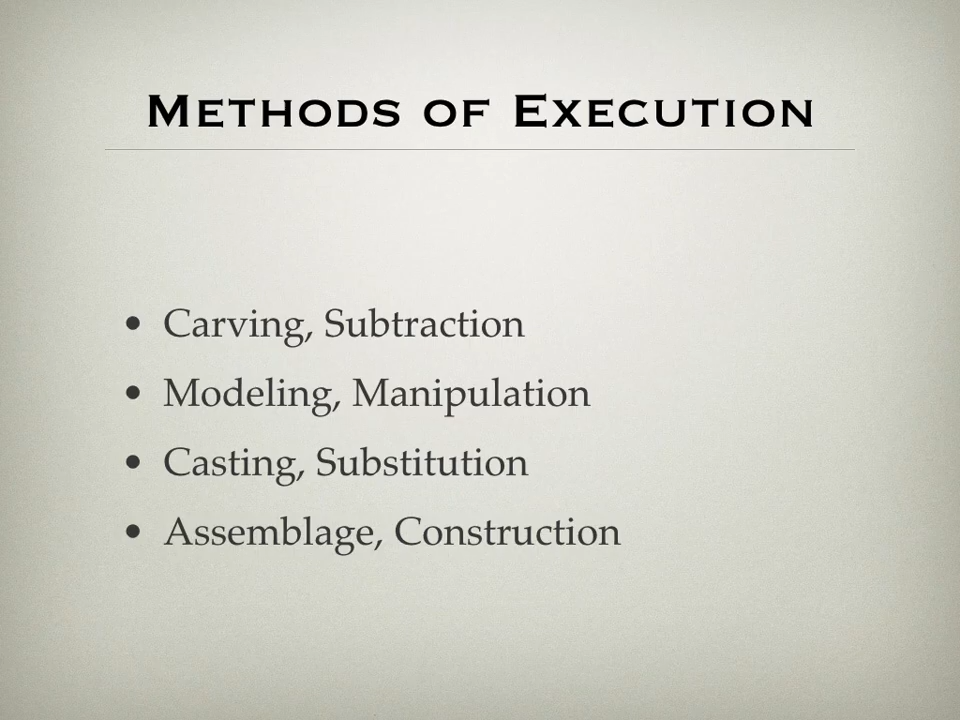 Methods of Execution
• Carving, Subtraction
• Modeling, Manipulation
• Casting, Substitution
• Assemblage, Construction